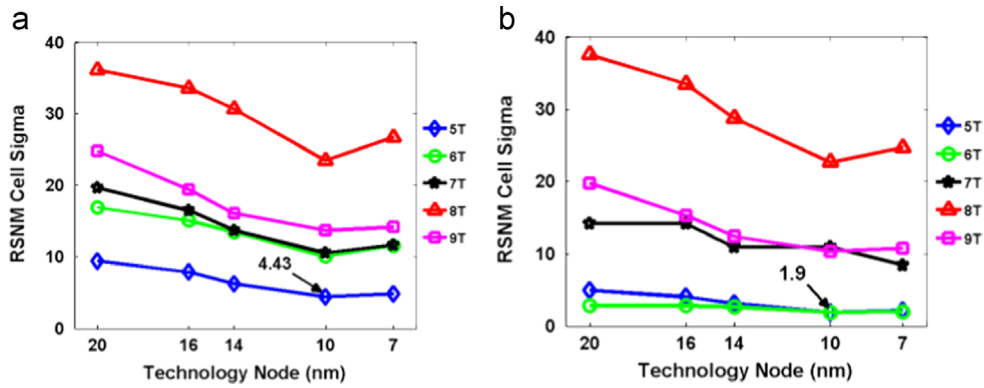 a
40
30
20
10
0
RSNM Cell Sigma
4.43
20 16 14 10 7
Technology Node (nm)
5T
6T
7T
8T
9T
b
40
30
20
10
0
RSNM Cell Sigma
1.9
20 16 14 10 7
Technology Node (nm)
5T
6T
7T
8T
9T